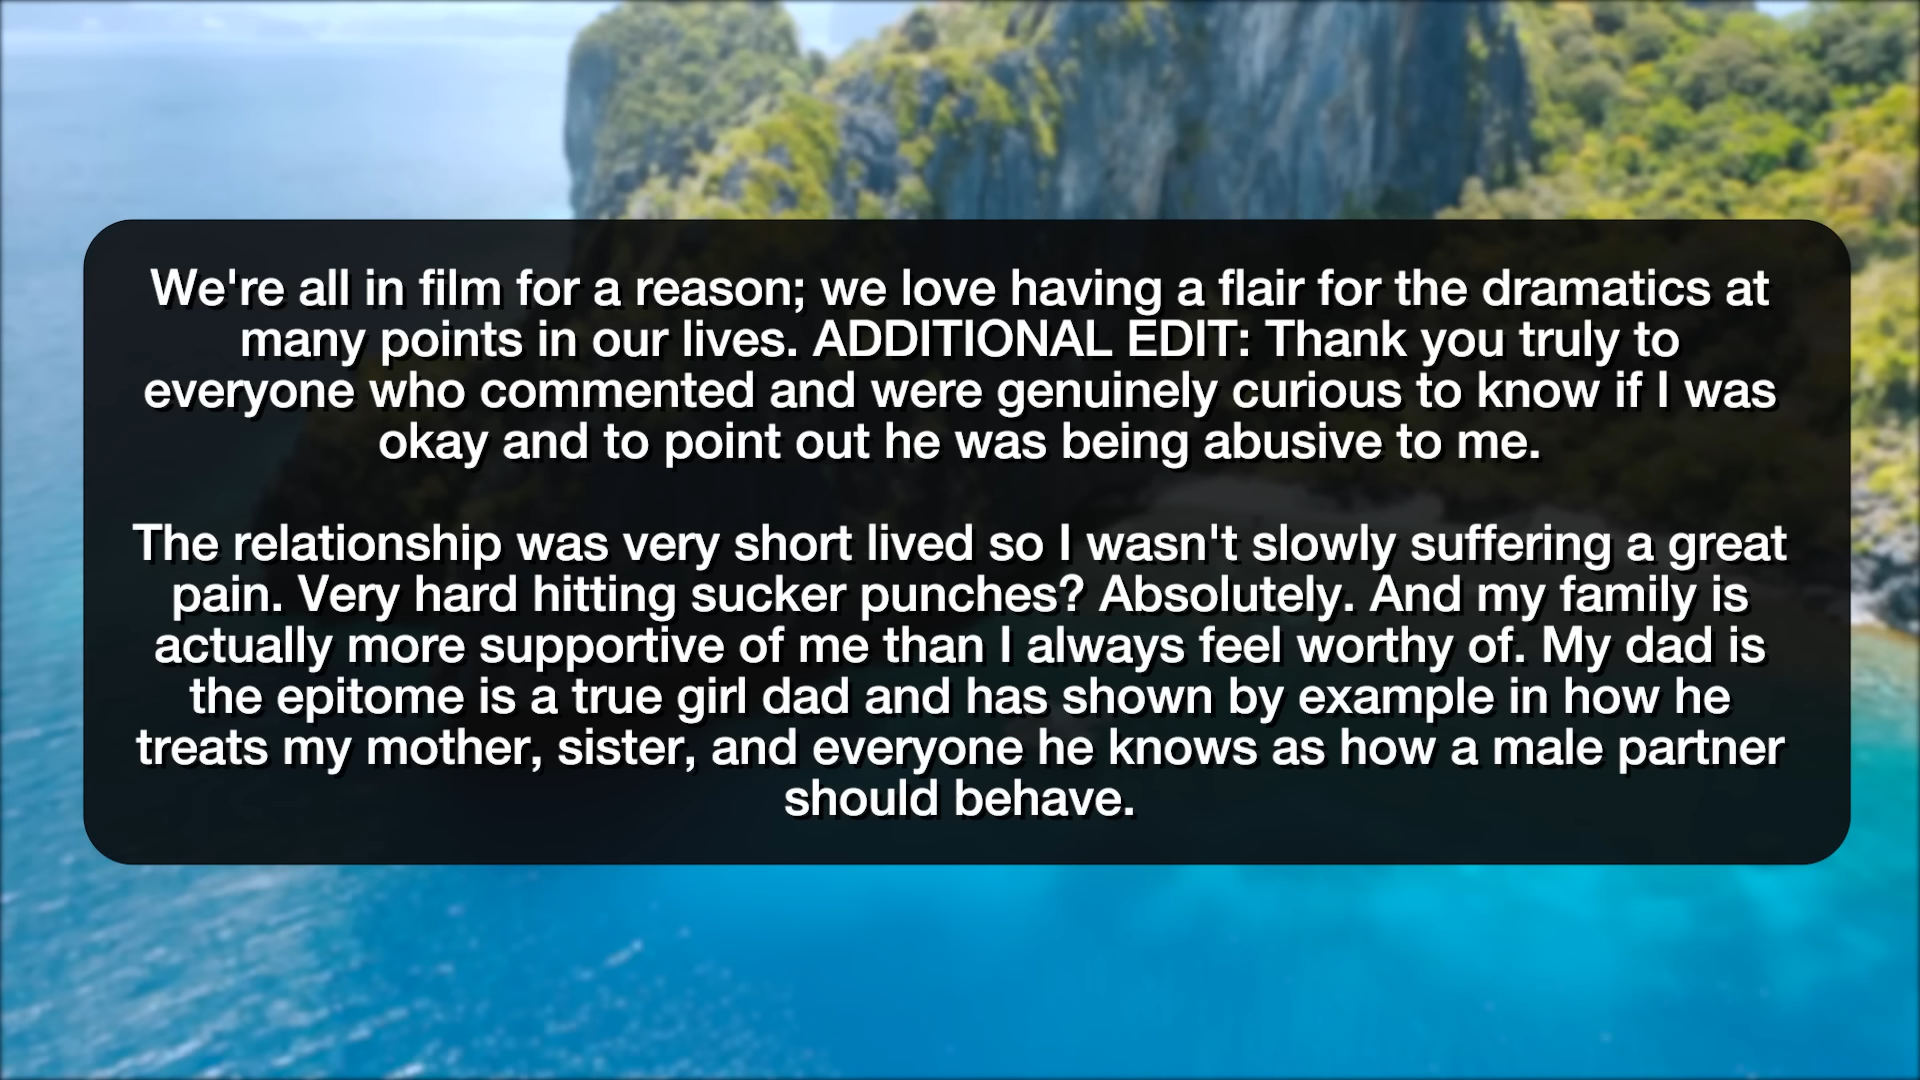 We're all in film for a reason; we love having a flair for the dramatics at
many points in our lives. ADDITIONAL EDIT: Thank you truly to
everyone who commented and were genuinely curious to know if I was
okay and to point out he was being abusive to me.
The relationship was very short lived so I wasn't slowly suffering a great
pain. Very hard hitting sucker punches? Absolutely. And my family is
actually more supportive of me than I always feel worthy of. My dad is
the epitome is a true girl dad and has shown by example in how he
treats my mother, sister, and everyone he knows as how a male partner
should behave.